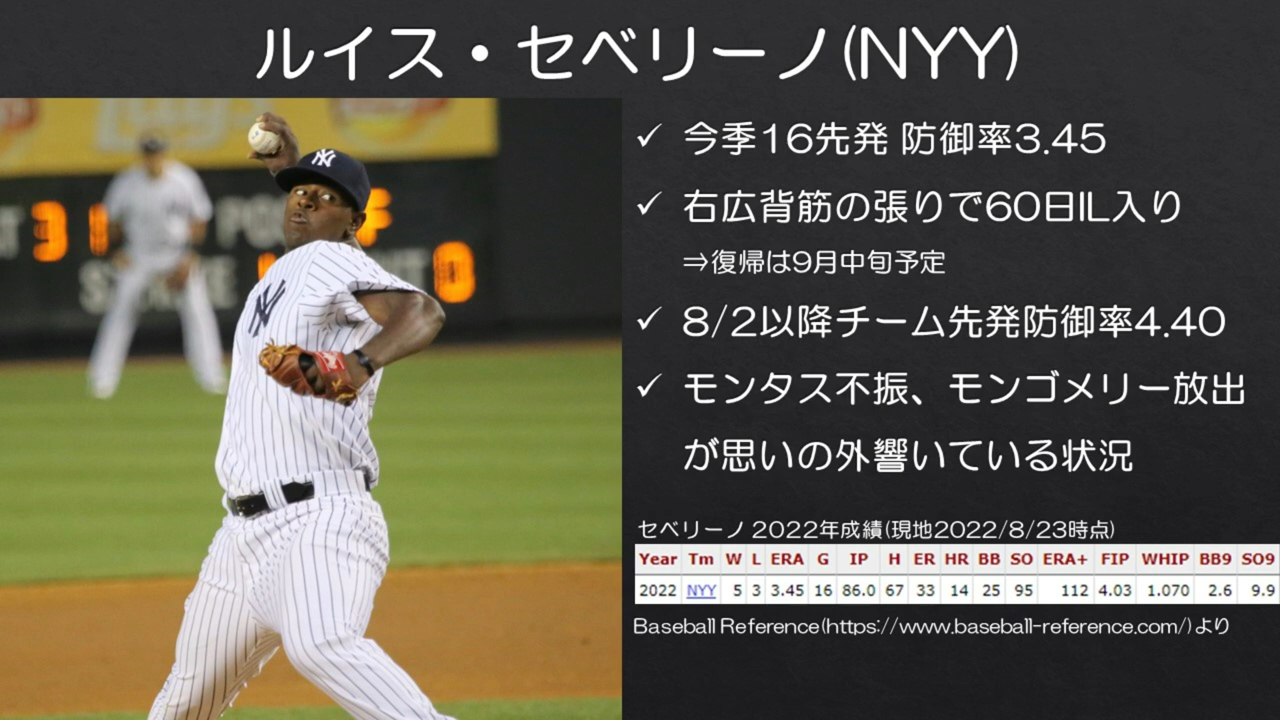 ルイス・セベリーノ(NYY)
✓ 今季16先発 防御率3.45
✓ 右広背筋の張りで60日IL入り
⇒復帰は9月中旬予定
✓ 8/2以降チーム先発防御率4.40
✓ モンタス不振、モンゴメリー放出
が思いの外響いている状況
セベリーノ 2022年成績(現地2022/8/23時点)
Year Tm W L ERA G IP H ER HR BB SO ERA+ FIP WHIP BB9 SO9
2022 NYY 5 3 3.45 16 86.0 67 33 14 25 95 112 4.03 1.070 2.6 9.9
Baseball Reference(https://www.baseball-reference.com/)より
NY
NY
3
0